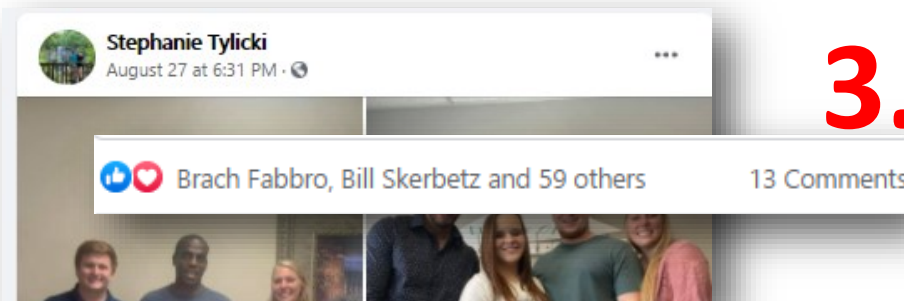 Stephanie Tylicki
August 27 at 6:31 PM ·
3.
Brach Fabbro, Bill Skerbetz and 59 others 13 Comments